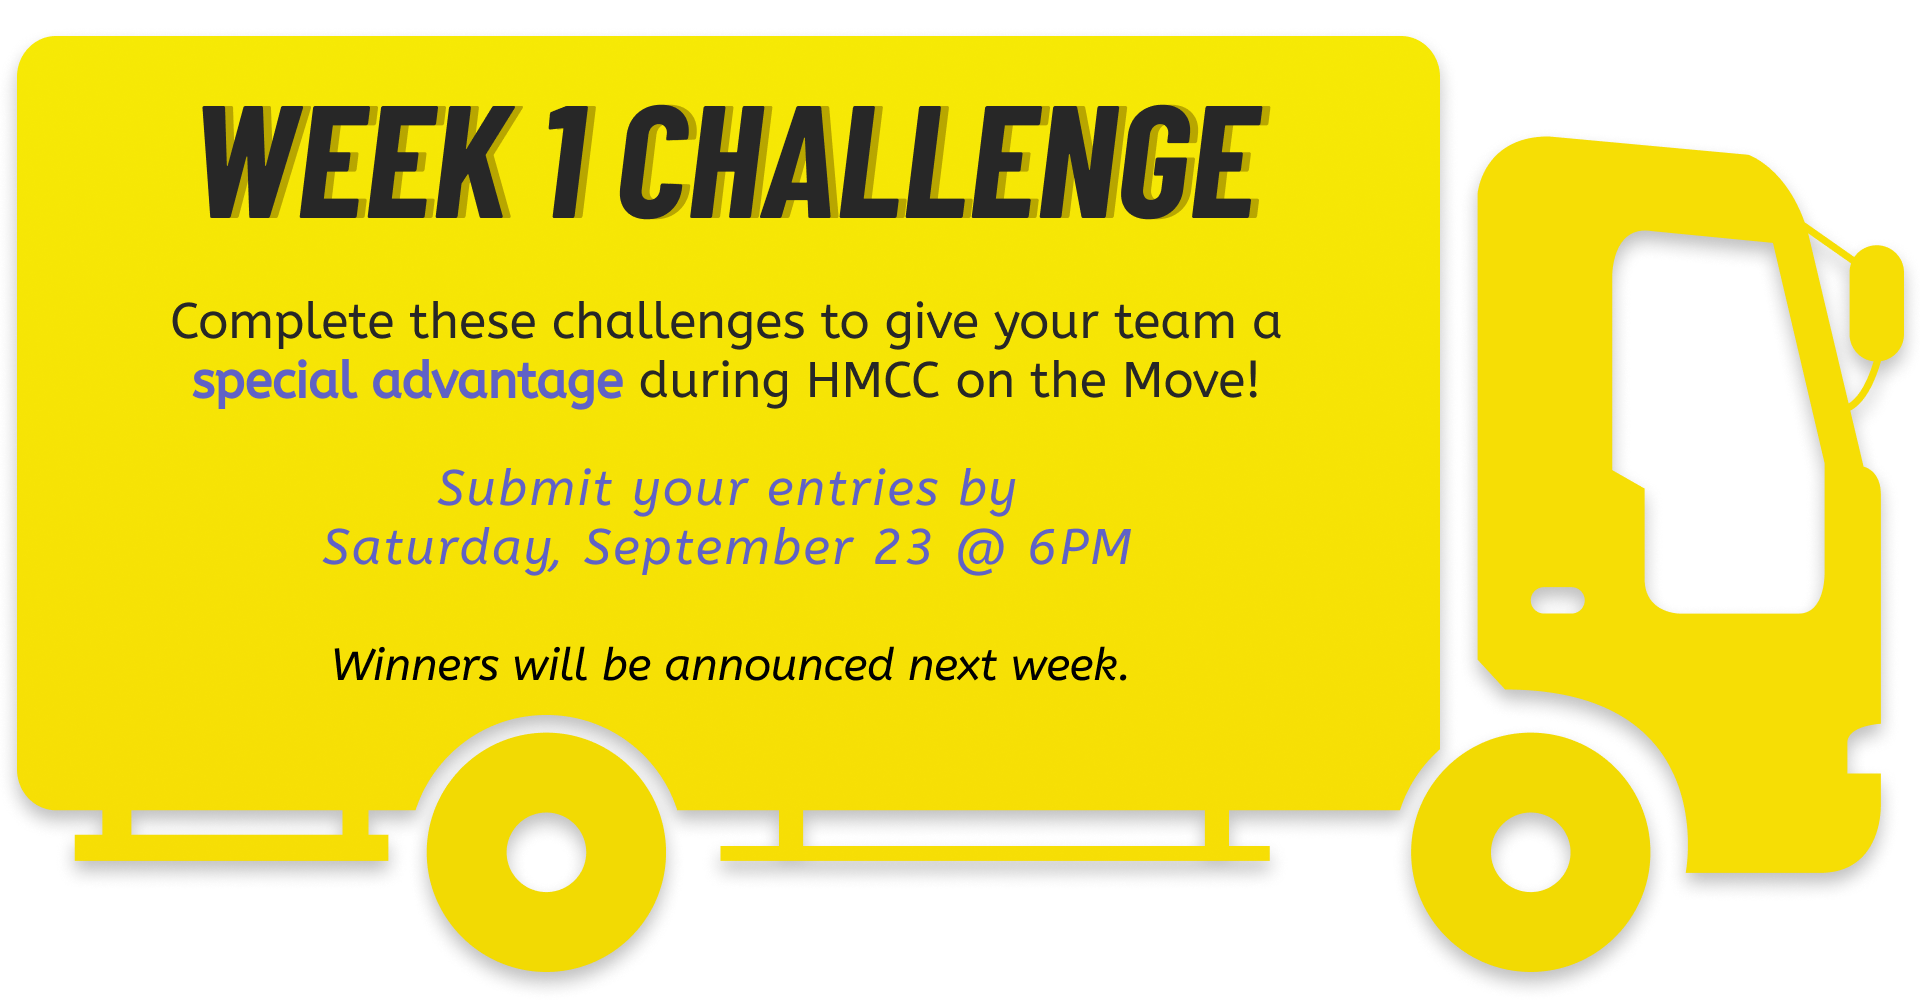 WEEK 1 CHALLENGE
Complete these challenges to give your team a
special advantage during HMCC on the Move!
Submit your entries by
Saturday, September 23 @ 6PM
Winners will be announced next week.